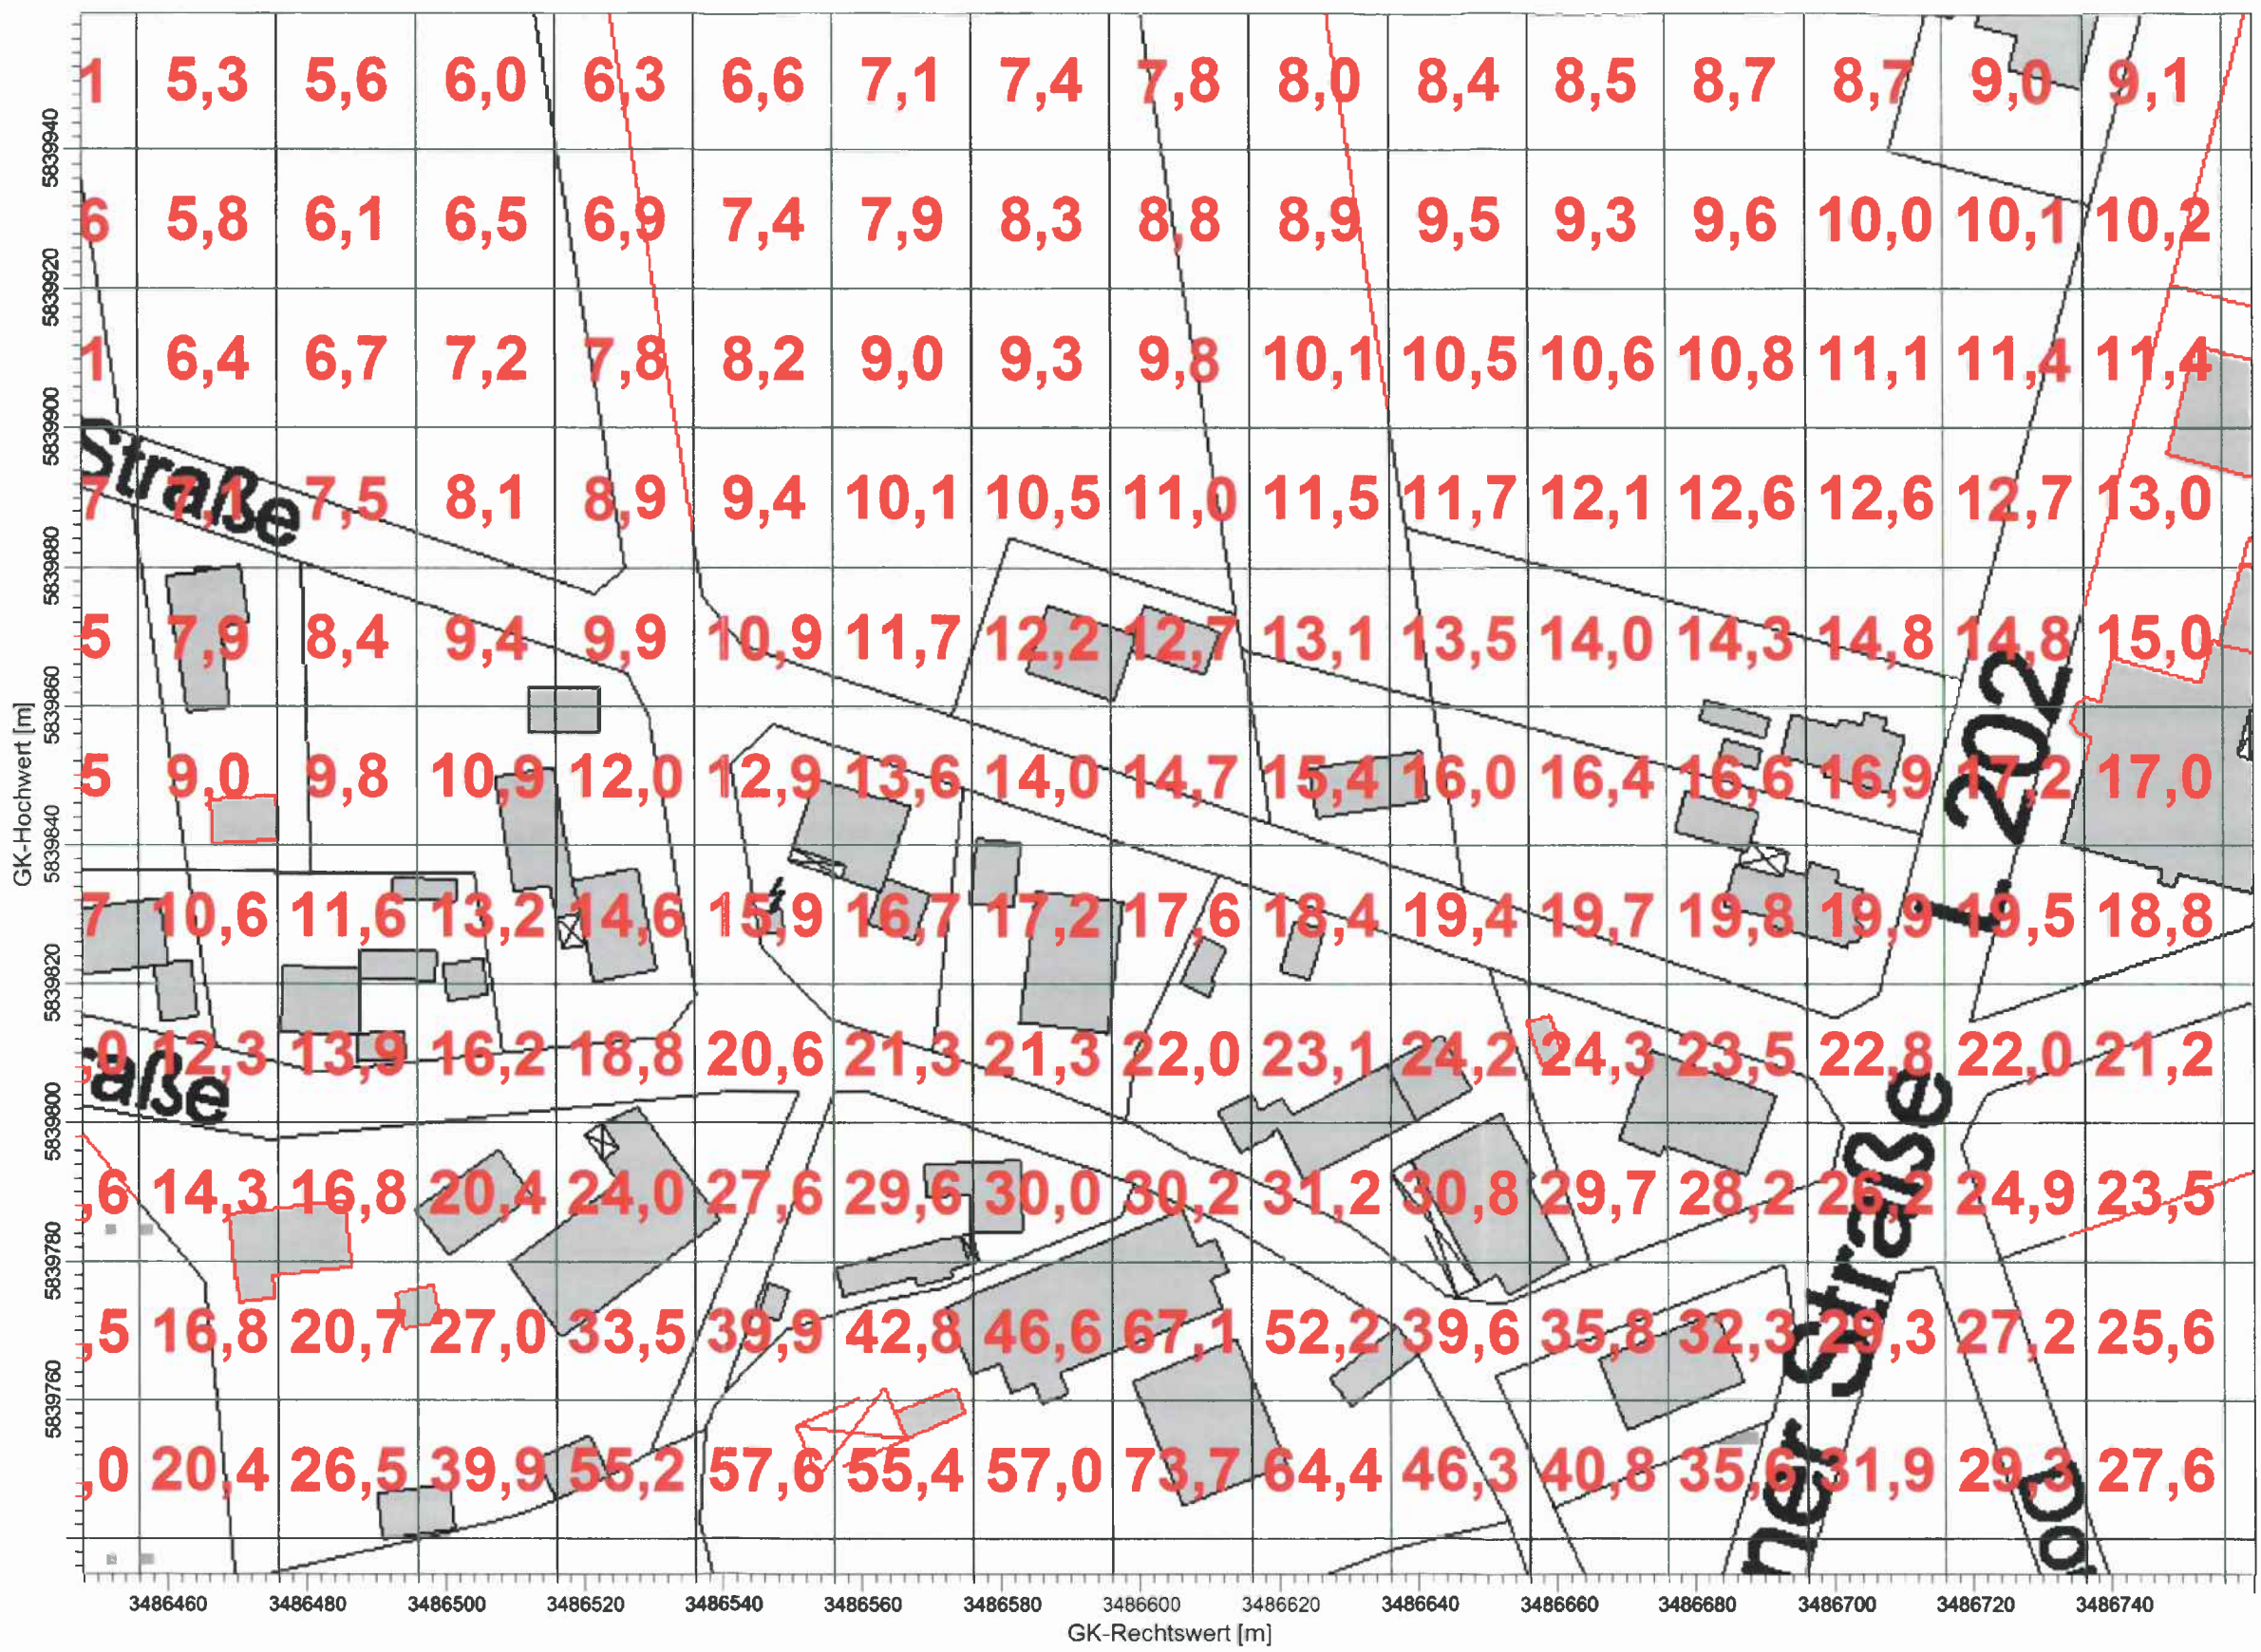 1 5,3 5,6 6,0 6,3 6,6 7,1 7,4 7,8 8,0 8,4 8,5 8,7 8,7 9,0 9,1
5839940
6 5,8 6,1 6,5 6,9 7,4 7,9 8,3 8,8 8,9 9,5 9,3 9,6 10,0 10,1 10,2
5839920
1 6,4 6,7 7,2 7,8 8,2 9,0 9,3 9,8 10,1 10,5 10,6 10,8 11,1 11,4 11,4
5839900
Straße
7 7,1 7,5 8,1 8,9 9,4 10,1 10,5 11,0 11,5 11,7 12,1 12,6 12,6 12,7 13,0
5839880
5 7,9 8,4 9,4 9,9 10,9 11,7 12,2 12,7 13,1 13,5 14,0 14,3 14,8 14,8 15,0
5839860
L 202
5 9,0 9,8 10,9 12,0 12,9 13,6 14,0 14,7 15,4 16,0 16,4 16,6 16,9 17,2 17,0
GK-Hochwert [m]
5839840
7 10,6 11,6 13,2 14,6 15,9 16,7 17,2 17,6 18,4 19,4 19,7 19,8 19,9 19,5 18,8
5839820
,0 12,3 13,9 16,2 18,8 20,6 21,3 21,3 22,0 23,1 24,2 24,3 23,5 22,8 22,0 21,2
aße
5839800
,6 14,3 16,8 20,4 24,0 27,6 29,6 30,0 30,2 31,2 30,8 29,7 28,2 26,2 24,9 23,5
5839780
ner Straße
,5 16,8 20,7 27,0 33,5 39,9 42,8 46,6 67,1 52,2 39,6 35,8 32,3 29,3 27,2 25,6
5839760
,0 20,4 26,5 39,9 55,2 57,6 55,4 57,0 73,7 64,4 46,3 40,8 35,6 31,9 29,3 27,6
3486460 3486480 3486500 3486520 3486540 3486560 3486580 3486600 3486620 3486640 3486660 3486680 3486700 3486720 3486740
GK-Rechtswert [m]